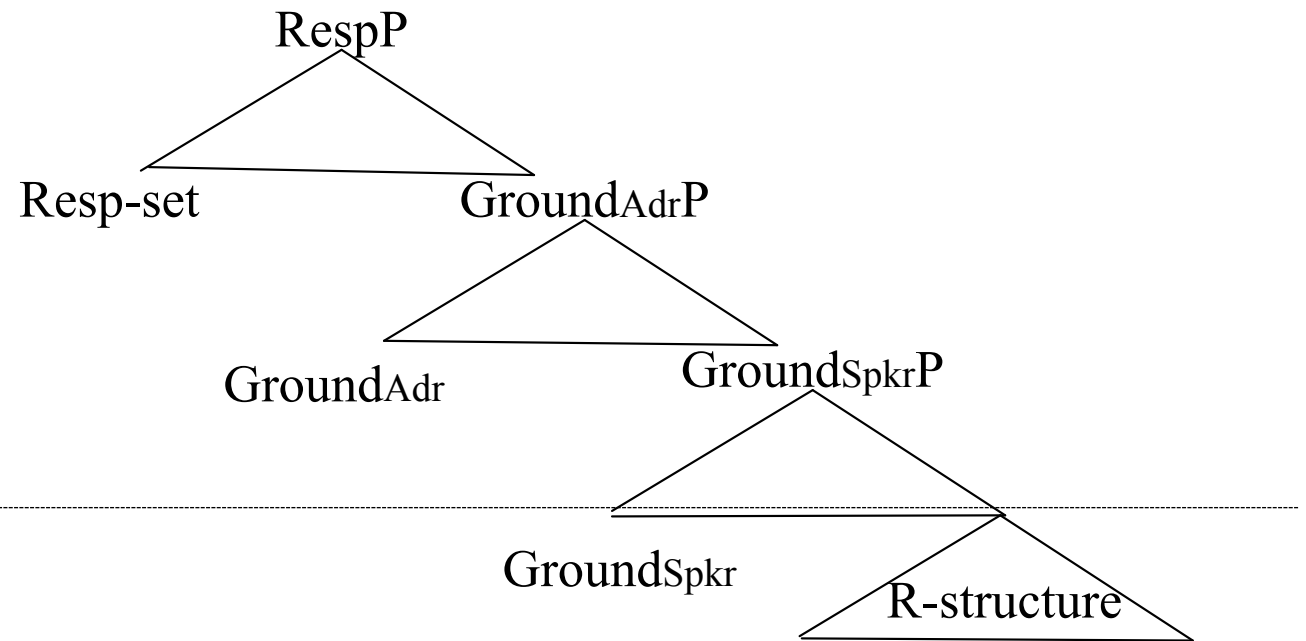 RespP
Resp-set
GroundAdrP
GroundAdr
GroundSpkrP
GroundSpkr
R-structure